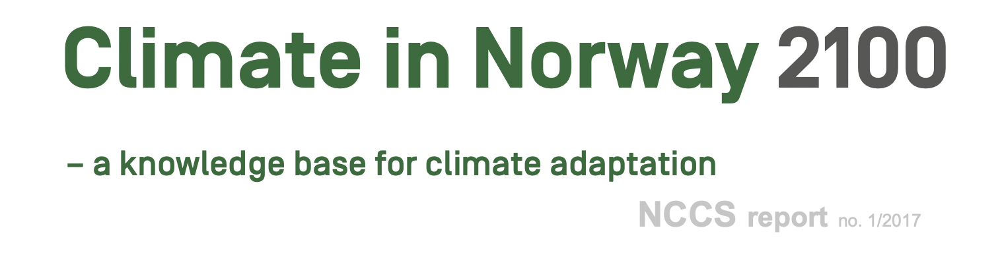 Climate in Norway 2100
– a knowledge base for climate adaptation
NCCS report no. 1/2017